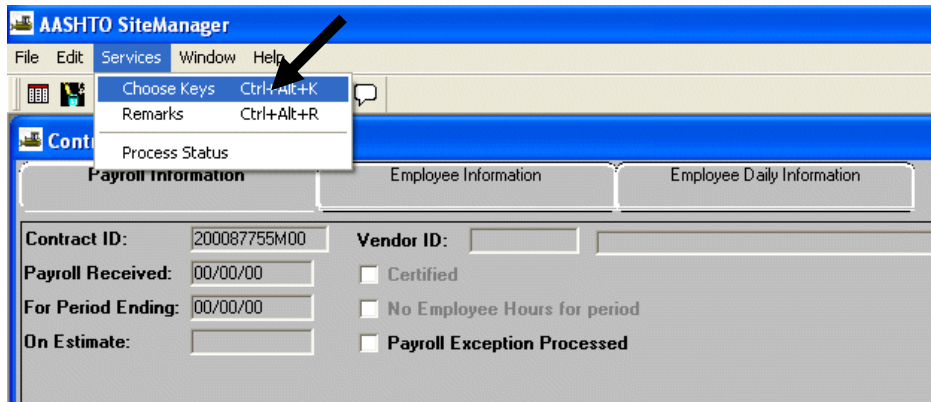 AASHTO SiteManager
File Edit Services Window Help
Choose Keys Ctrl+Alt+K
Remarks Ctrl+Alt+R
Process Status
Payroll Information Employee Information Employee Daily Information
Contract ID: 200087755M00 Vendor ID:
Payroll Received: 00/00/00 Certified
For Period Ending: 00/00/00 No Employee Hours for period
On Estimate: Payroll Exception Processed